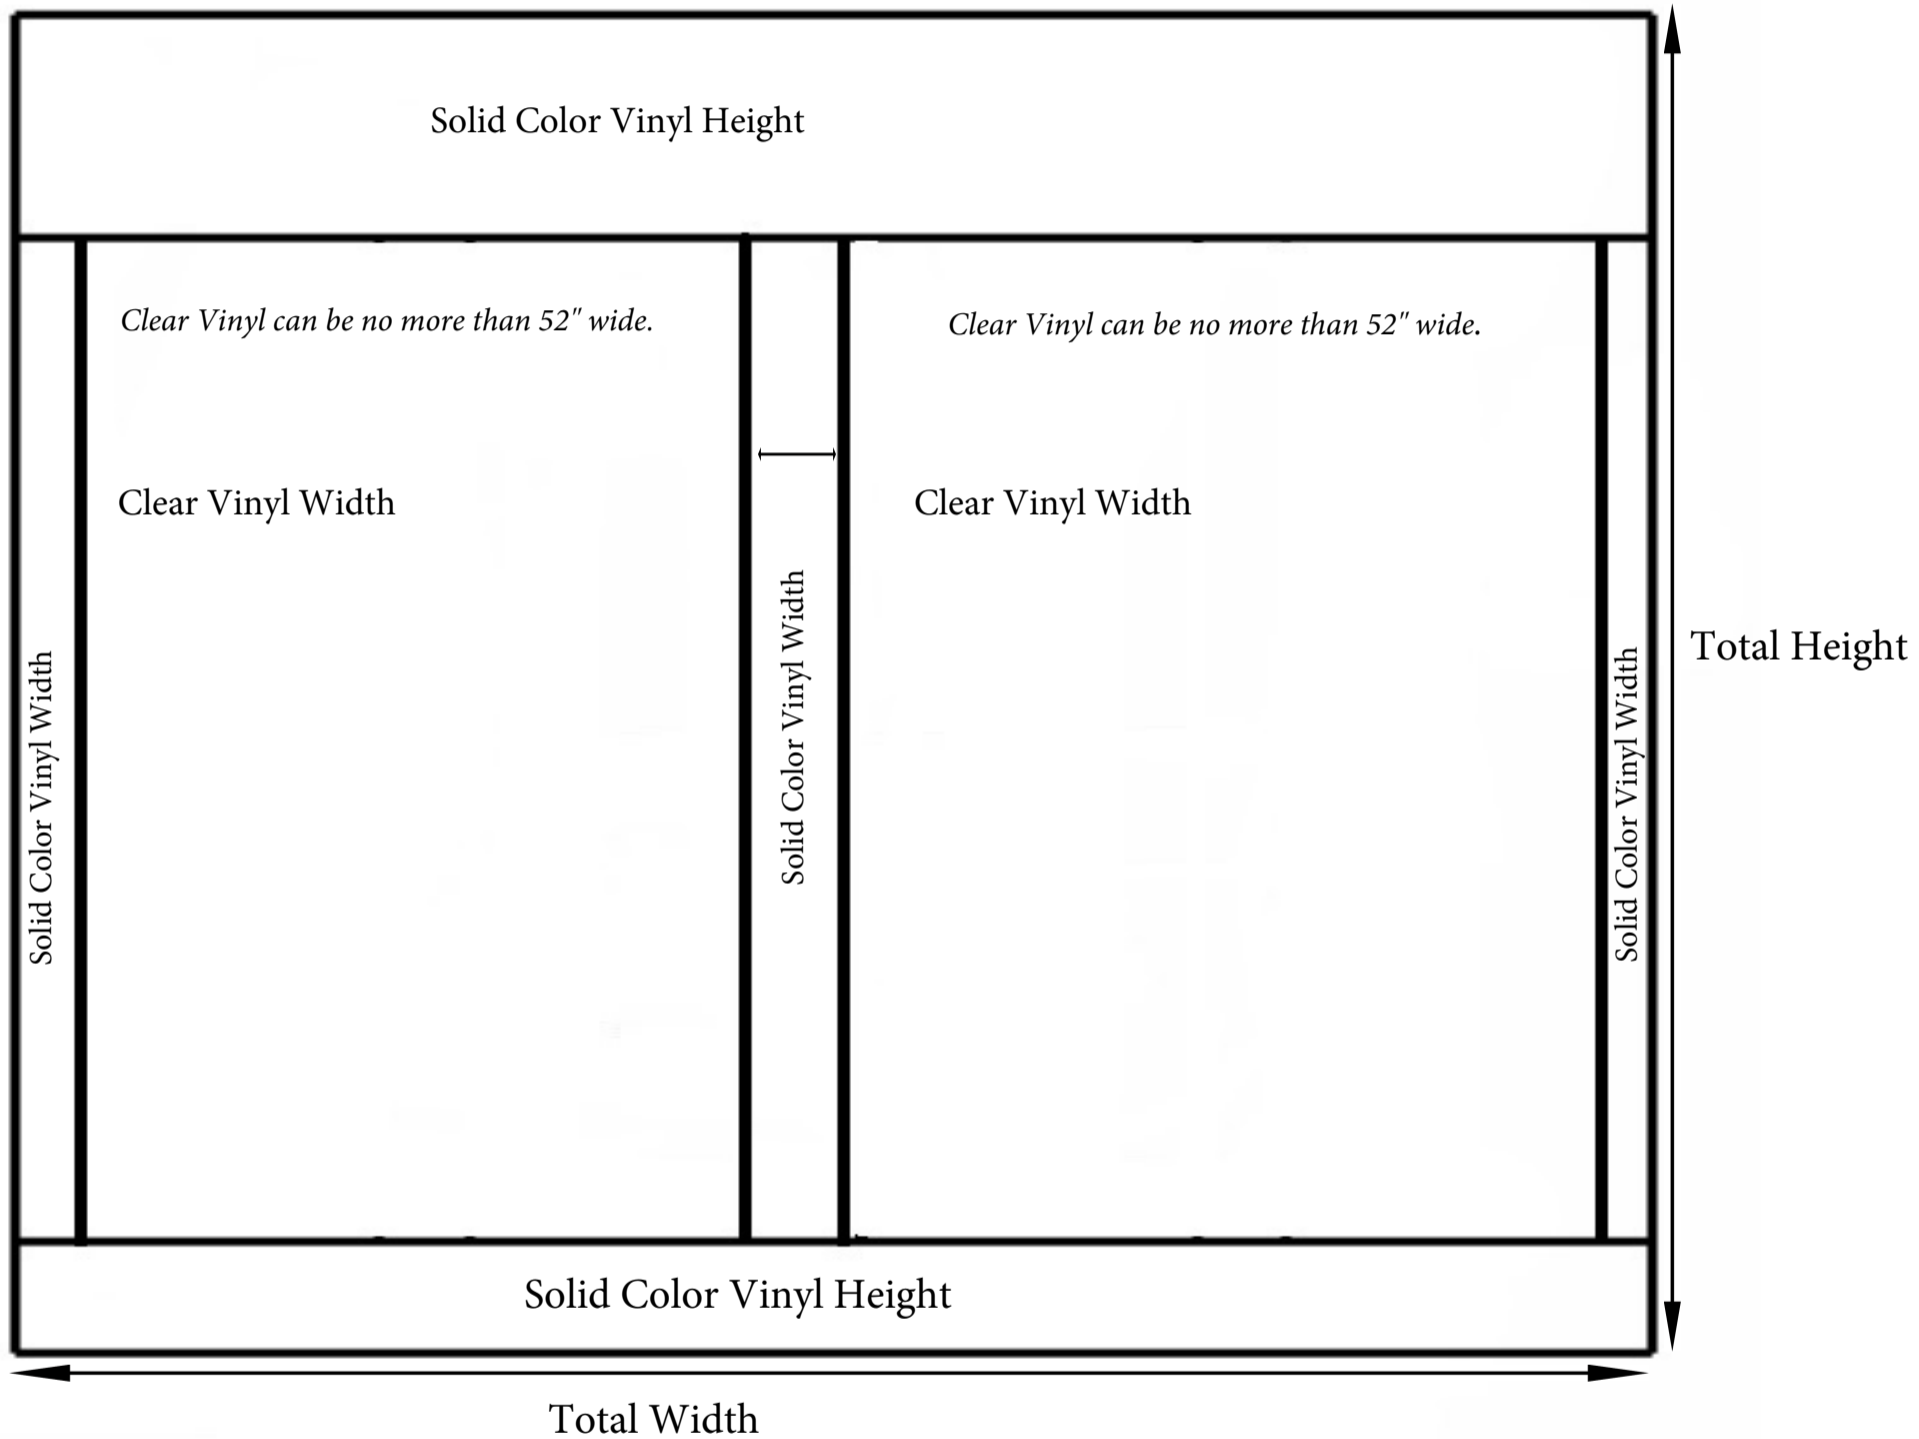 Solid Color Vinyl Height
Clear Vinyl can be no more than 52" wide.
Clear Vinyl can be no more than 52" wide.
Clear Vinyl Width
Clear Vinyl Width
Solid Color Vinyl Width
Solid Color Vinyl Width
Solid Color Vinyl Width
Total Height
Solid Color Vinyl Height
Total Width